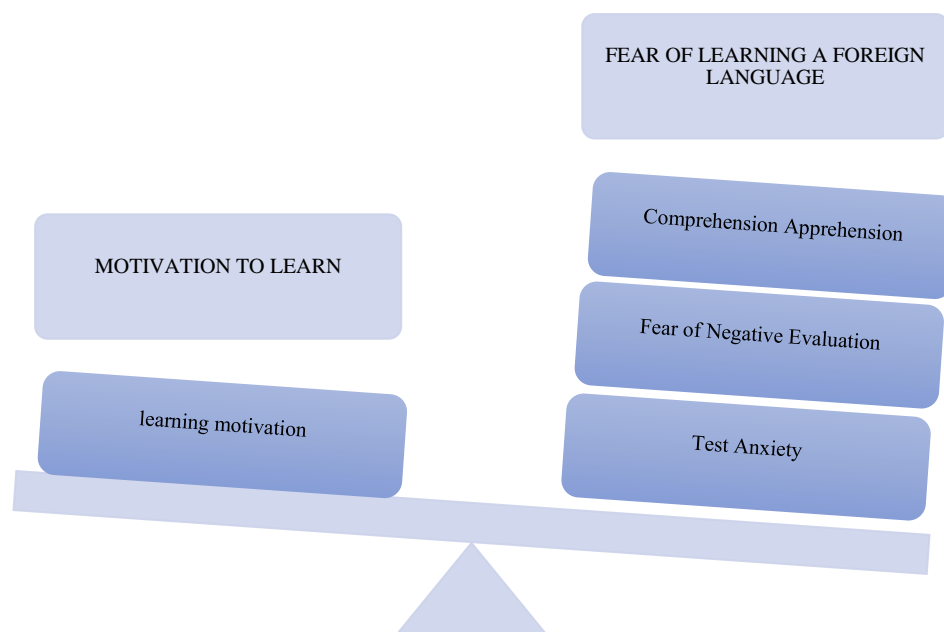 FEAR OF LEARNING A FOREIGN
LANGUAGE
MOTIVATION TO LEARN
Comprehension Apprehension
Fear of Negative Evaluation
learning motivation
Test Anxiety